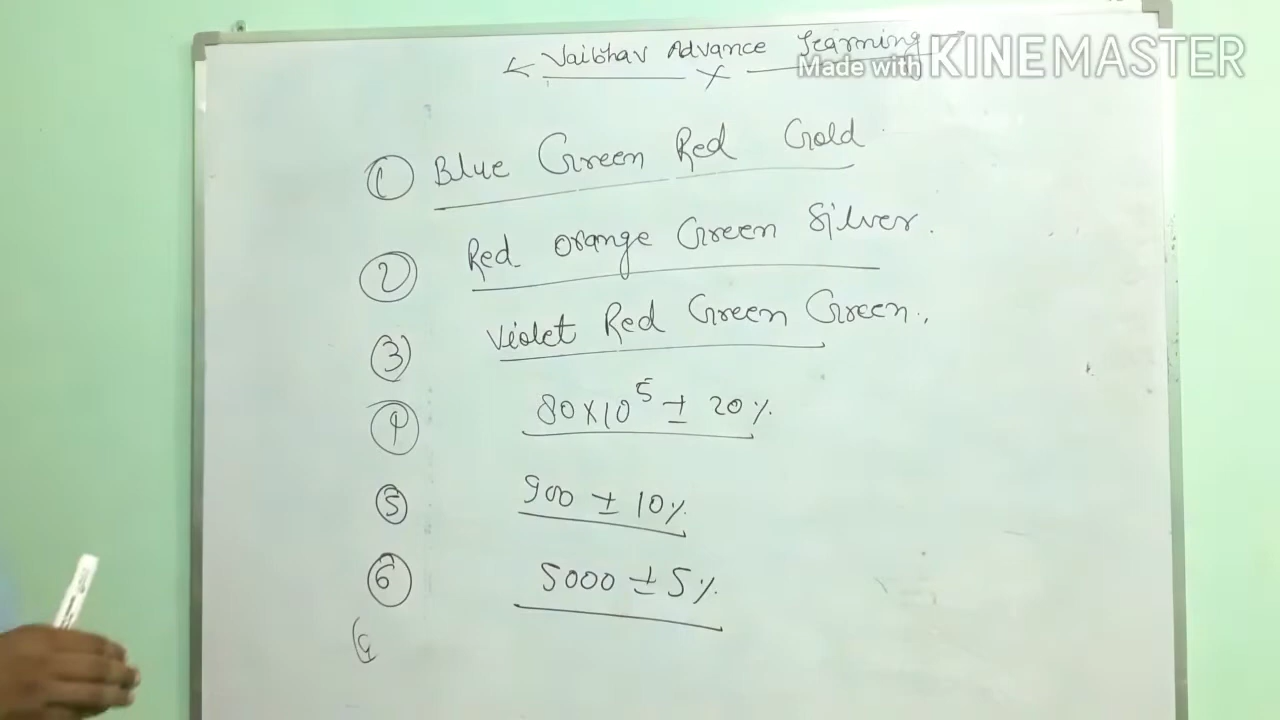 Vaibhav Advance Learning
Made with KINEMASTER
① Blue Green Red Gold
② Red Orange Green Silver.
③ Violet Red Green Green.
④ 80×10⁵ ± 20%
⑤ 900 ± 10%
⑥ 5000 ± 5%